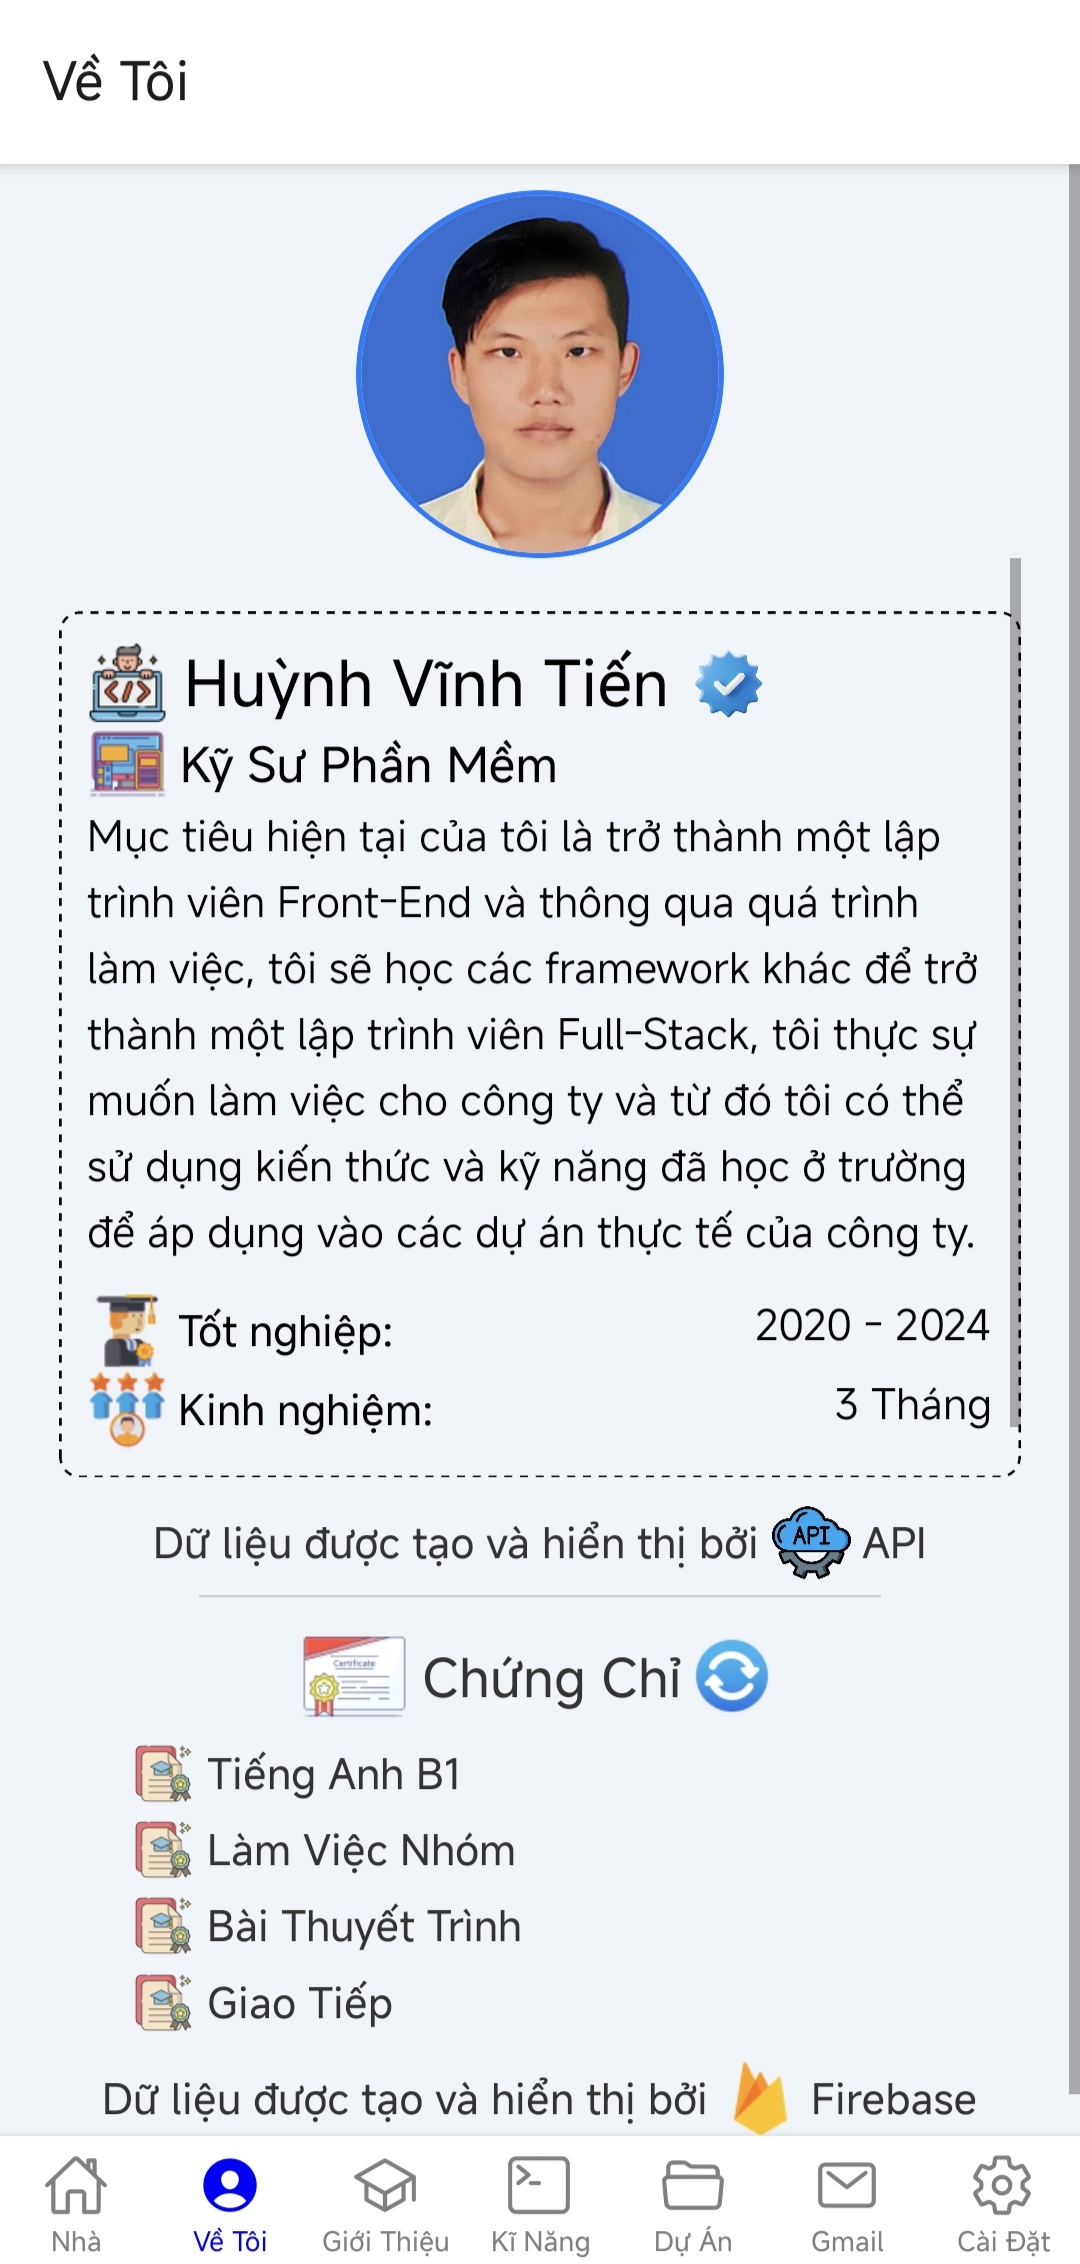 Về Tôi
Huỳnh Vĩnh Tiến
Kỹ Sư Phần Mềm
Mục tiêu hiện tại của tôi là trở thành một lập
trình viên Front-End và thông qua quá trình
làm việc, tôi sẽ học các framework khác để trở
thành một lập trình viên Full-Stack, tôi thực sự
muốn làm việc cho công ty và từ đó tôi có thể
sử dụng kiến thức và kỹ năng đã học ở trường
để áp dụng vào các dự án thực tế của công ty.
Tốt nghiệp: 2020 - 2024
Kinh nghiệm: 3 Tháng
Dữ liệu được tạo và hiển thị bởi API API
Certificate
Chứng Chỉ
Tiếng Anh B1
Làm Việc Nhóm
Bài Thuyết Trình
Giao Tiếp
Dữ liệu được tạo và hiển thị bởi Firebase
Nhà Về Tôi Giới Thiệu Kĩ Năng Dự Án Gmail Cài Đặt